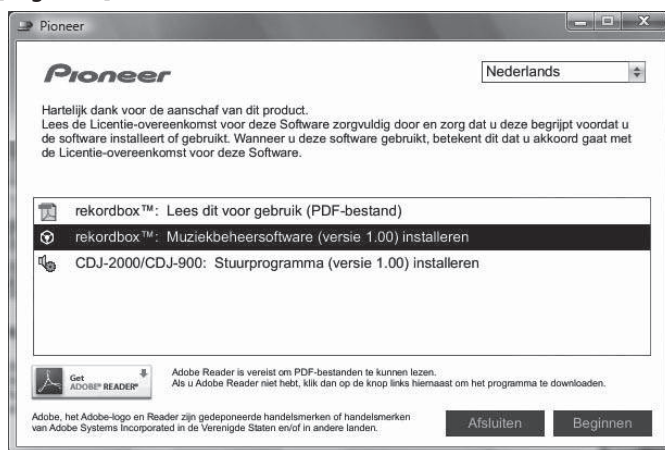 Pioneer
Pioneer
Nederlands
Hartelijk dank voor de aanschaf van dit product.
Lees de Licentie-overeenkomst voor deze Software zorgvuldig door en zorg dat u deze begrijpt voordat u
de software installeert of gebruikt. Wanneer u deze software gebruikt, betekent dit dat u akkoord gaat met
de Licentie-overeenkomst voor deze Software.
rekordbox™: Lees dit voor gebruik (PDF-bestand)
rekordbox™: Muziekbeheersoftware (versie 1.00) installeren
CDJ-2000/CDJ-900: Stuurprogramma (versie 1.00) installeren
Get
ADOBE® READER®
Adobe Reader is vereist om PDF-bestanden te kunnen lezen.
Als u Adobe Reader niet hebt, klik dan op de knop links hiernaast om het programma te downloaden.
Adobe, het Adobe-logo en Reader zijn gedeponeerde handelsmerken of handelsmerken
van Adobe Systems Incorporated in de Verenigde Staten en/of in andere landen.
Afsluiten
Beginnen